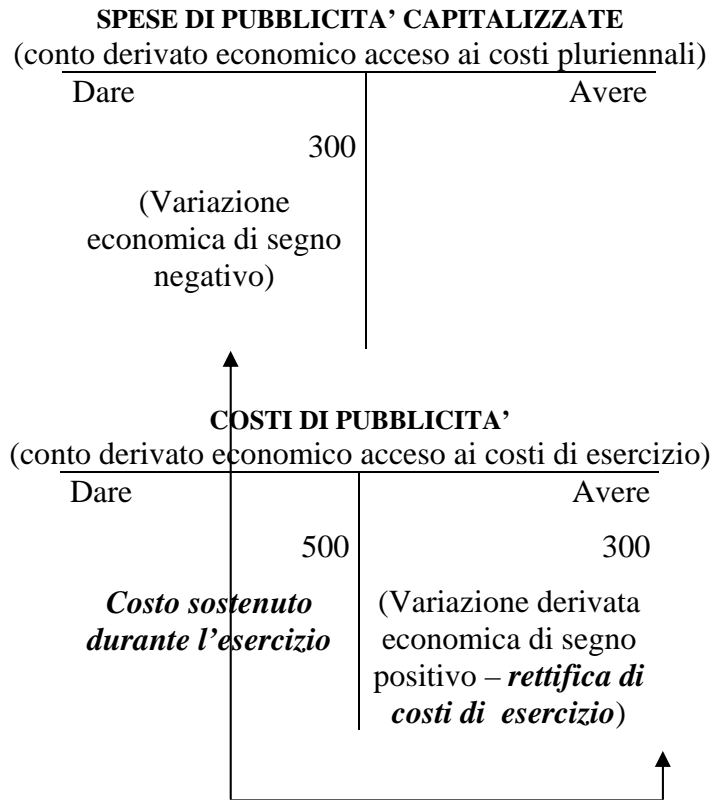 SPESE DI PUBBLICITA’ CAPITALIZZATE
(conto derivato economico acceso ai costi pluriennali)
Dare Avere
300
(Variazione
economica di segno
negativo)
COSTI DI PUBBLICITA’
(conto derivato economico acceso ai costi di esercizio)
Dare Avere
500 300
Costo sostenuto
durante l’esercizio
(Variazione derivata
economica di segno
positivo – rettifica di
costi di esercizio)